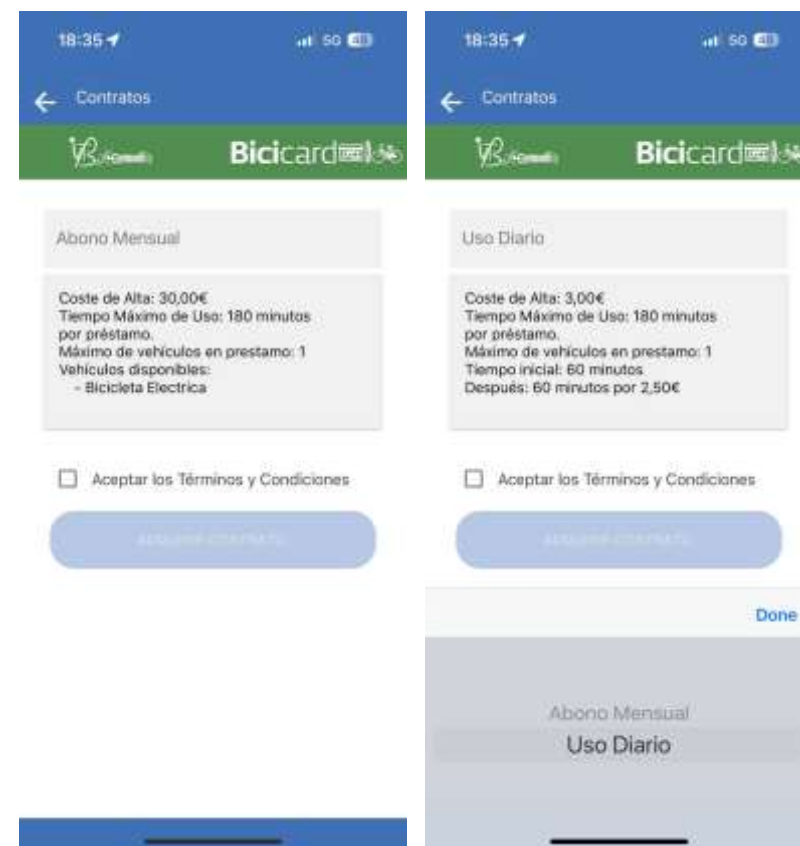 18:35
5G
Contratos
Bicicard
Abono Mensual
Coste de Alta: 30,00€
Tiempo Máximo de Uso: 180 minutos
por préstamo.
Máximo de vehículos en prestamo: 1
Vehículos disponibles:
- Bicicleta Electrica
Aceptar los Términos y Condiciones
18:35
5G
Contratos
Bicicard
Uso Diario
Coste de Alta: 3,00€
Tiempo Máximo de Uso: 180 minutos
por préstamo.
Máximo de vehículos en prestamo: 1
Tiempo inicial: 60 minutos
Después: 60 minutos por 2,50€
Aceptar los Términos y Condiciones
Done
Abono Mensual
Uso Diario